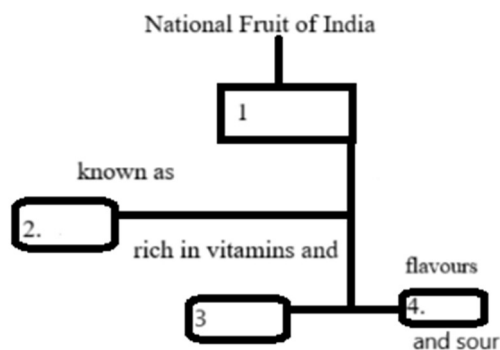 National Fruit of India
1
known as
2.
rich in vitamins and
flavours
3
4.
and sour